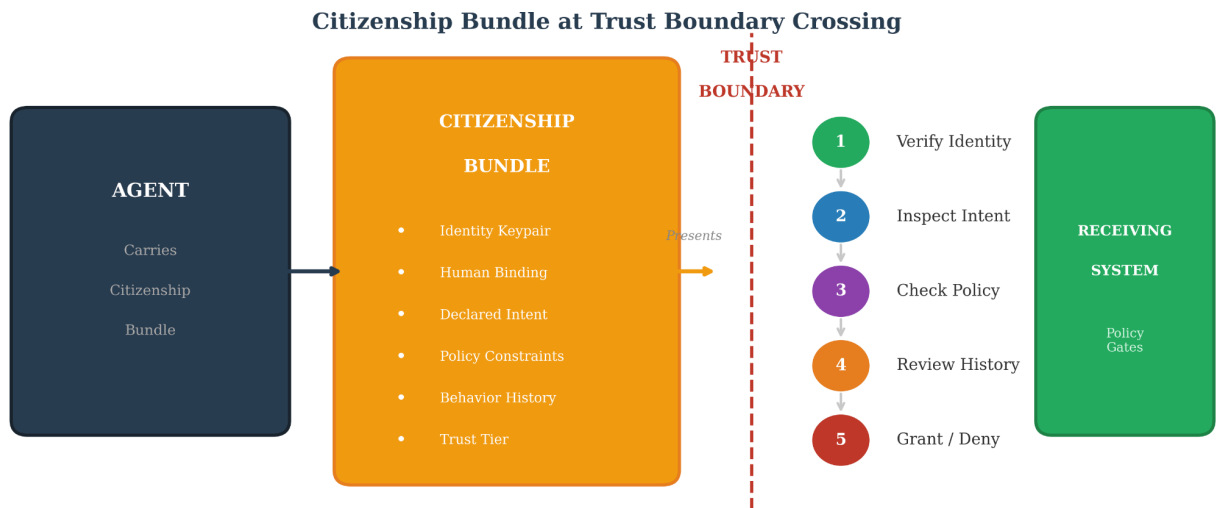 Citizenship Bundle at Trust Boundary Crossing
AGENT
Carries
Citizenship
Bundle
CITIZENSHIP
BUNDLE
• Identity Keypair
• Human Binding
• Declared Intent
• Policy Constraints
• Behavior History
• Trust Tier
Presents
TRUST
BOUNDARY
1 Verify Identity
2 Inspect Intent
3 Check Policy
4 Review History
5 Grant / Deny
RECEIVING
SYSTEM
Policy
Gates